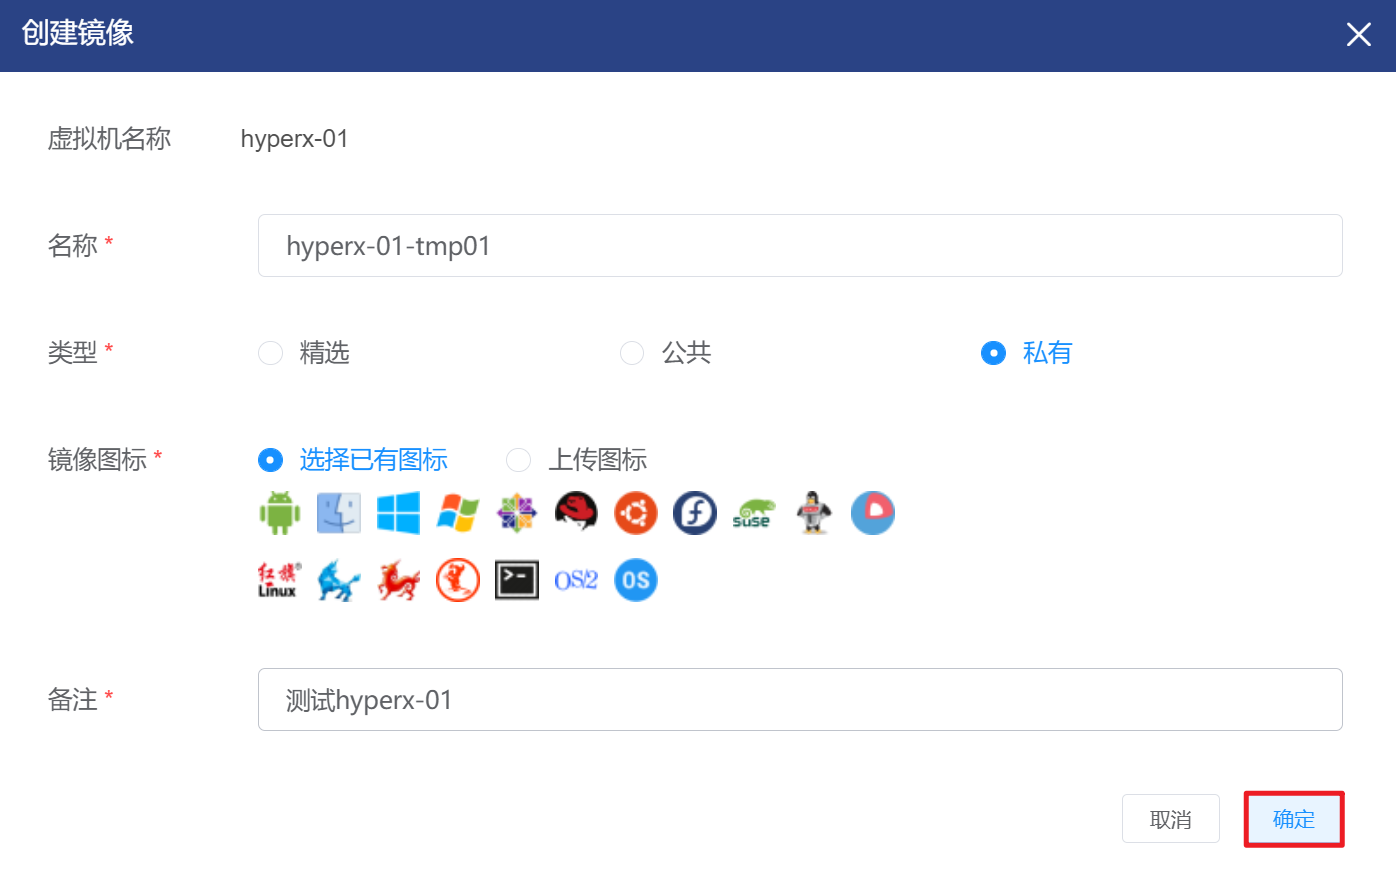 创建镜像
虚拟机名称 hyperx-01
名称 * hyperx-01-tmp01
类型 * 精选 公共 私有
镜像图标 * 选择已有图标 上传图标
SUSE
红旗® Linux >- OS/2 OS
备注 * 测试hyperx-01
取消 确定